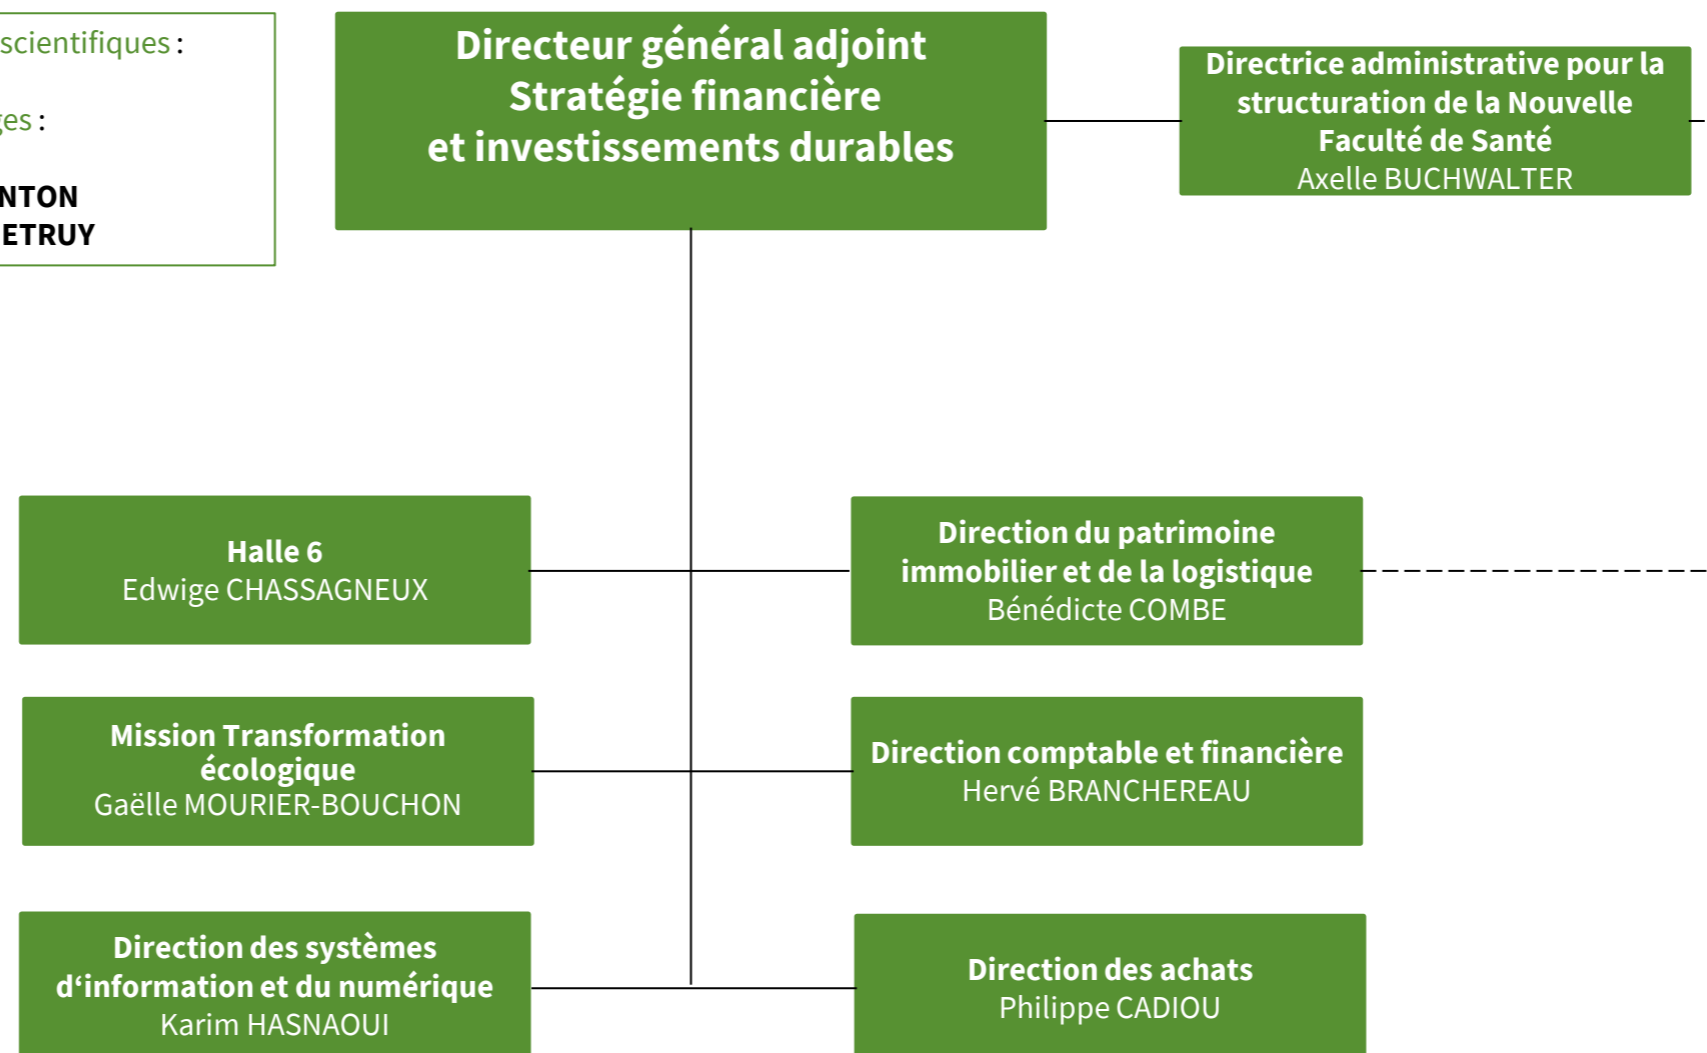 scientifiques :
:
Directeur général adjoint
Stratégie financière
et investissements durables
Directrice administrative pour la
structuration de la Nouvelle
Faculté de Santé
Axelle BUCHWALTER
Halle 6
Edwige CHASSAGNEUX
Direction du patrimoine
immobilier et de la logistique
Bénédicte COMBE
Mission Transformation
écologique
Gaëlle MOURIER-BOUCHON
Direction comptable et financière
Hervé BRANCHEREAU
Direction des systèmes
d‘information et du numérique
Karim HASNAOUI
Direction des achats
Philippe CADIOU